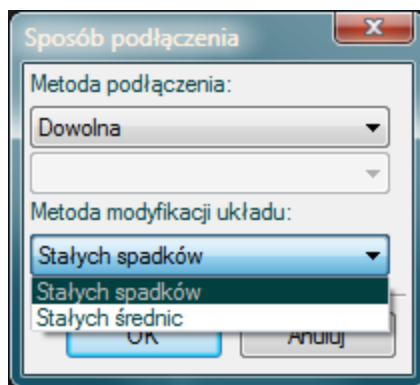 Sposób podłączenia
Metoda podłączenia:
Dowolna
Metoda modyfikacji układu:
Stałych spadków
Stałych spadków
Stałych średnic
OK
Anuluj